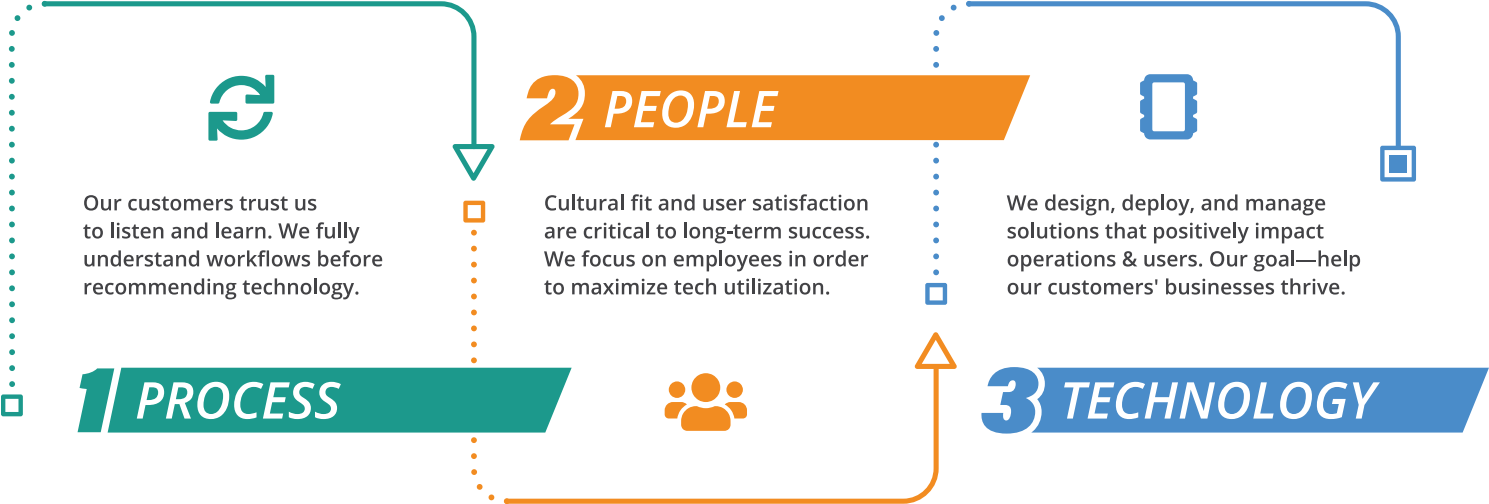 1 PROCESS
Our customers trust us
to listen and learn. We fully
understand workflows before
recommending technology.
2 PEOPLE
Cultural fit and user satisfaction
are critical to long-term success.
We focus on employees in order
to maximize tech utilization.
3 TECHNOLOGY
We design, deploy, and manage
solutions that positively impact
operations & users. Our goal—help
our customers' businesses thrive.